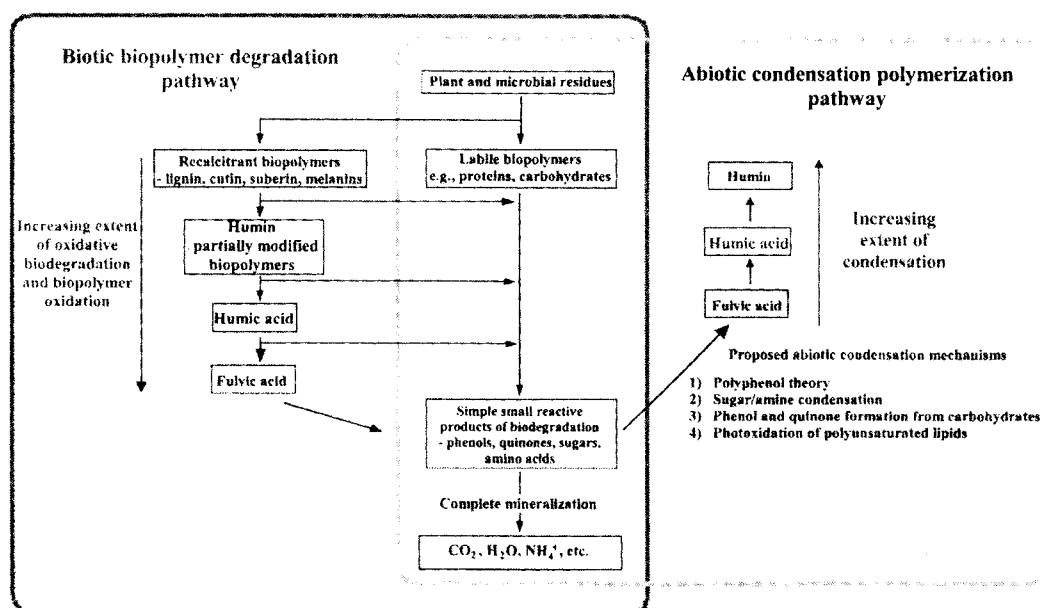 Biotic biopolymer degradation
pathway
Plant and microbial residues
Abiotic condensation polymerization
pathway
Recalcitrant biopolymers
- lignin, cutin, suberin, melanins
Labile biopolymers
e.g., proteins, carbohydrates
Increasing extent
of oxidative
biodegradation
and biopolymer
oxidation
Humin
partially modified
biopolymers
Humic acid
Fulvic acid
Simple small reactive
products of biodegradation
- phenols, quinones, sugars,
amino acids
Complete mineralization
CO₂, H₂O, NH₄⁺, etc.
Humin
Humic acid
Fulvic acid
Increasing
extent of
condensation
Proposed abiotic condensation mechanisms
1) Polyphenol theory
2) Sugar/amine condensation
3) Phenol and quinone formation from carbohydrates
4) Photoxidation of polyunsaturated lipids